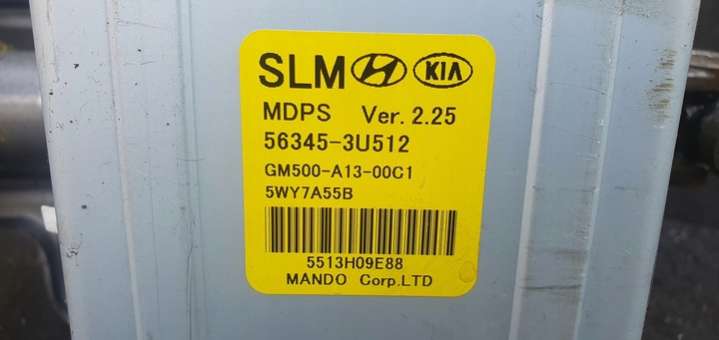 SLM KIA
MDPS Ver. 2.25
56345-3U512
GM500-A13-00C1
5WY7A55B
5513H09E88
MANDO Corp.LTD